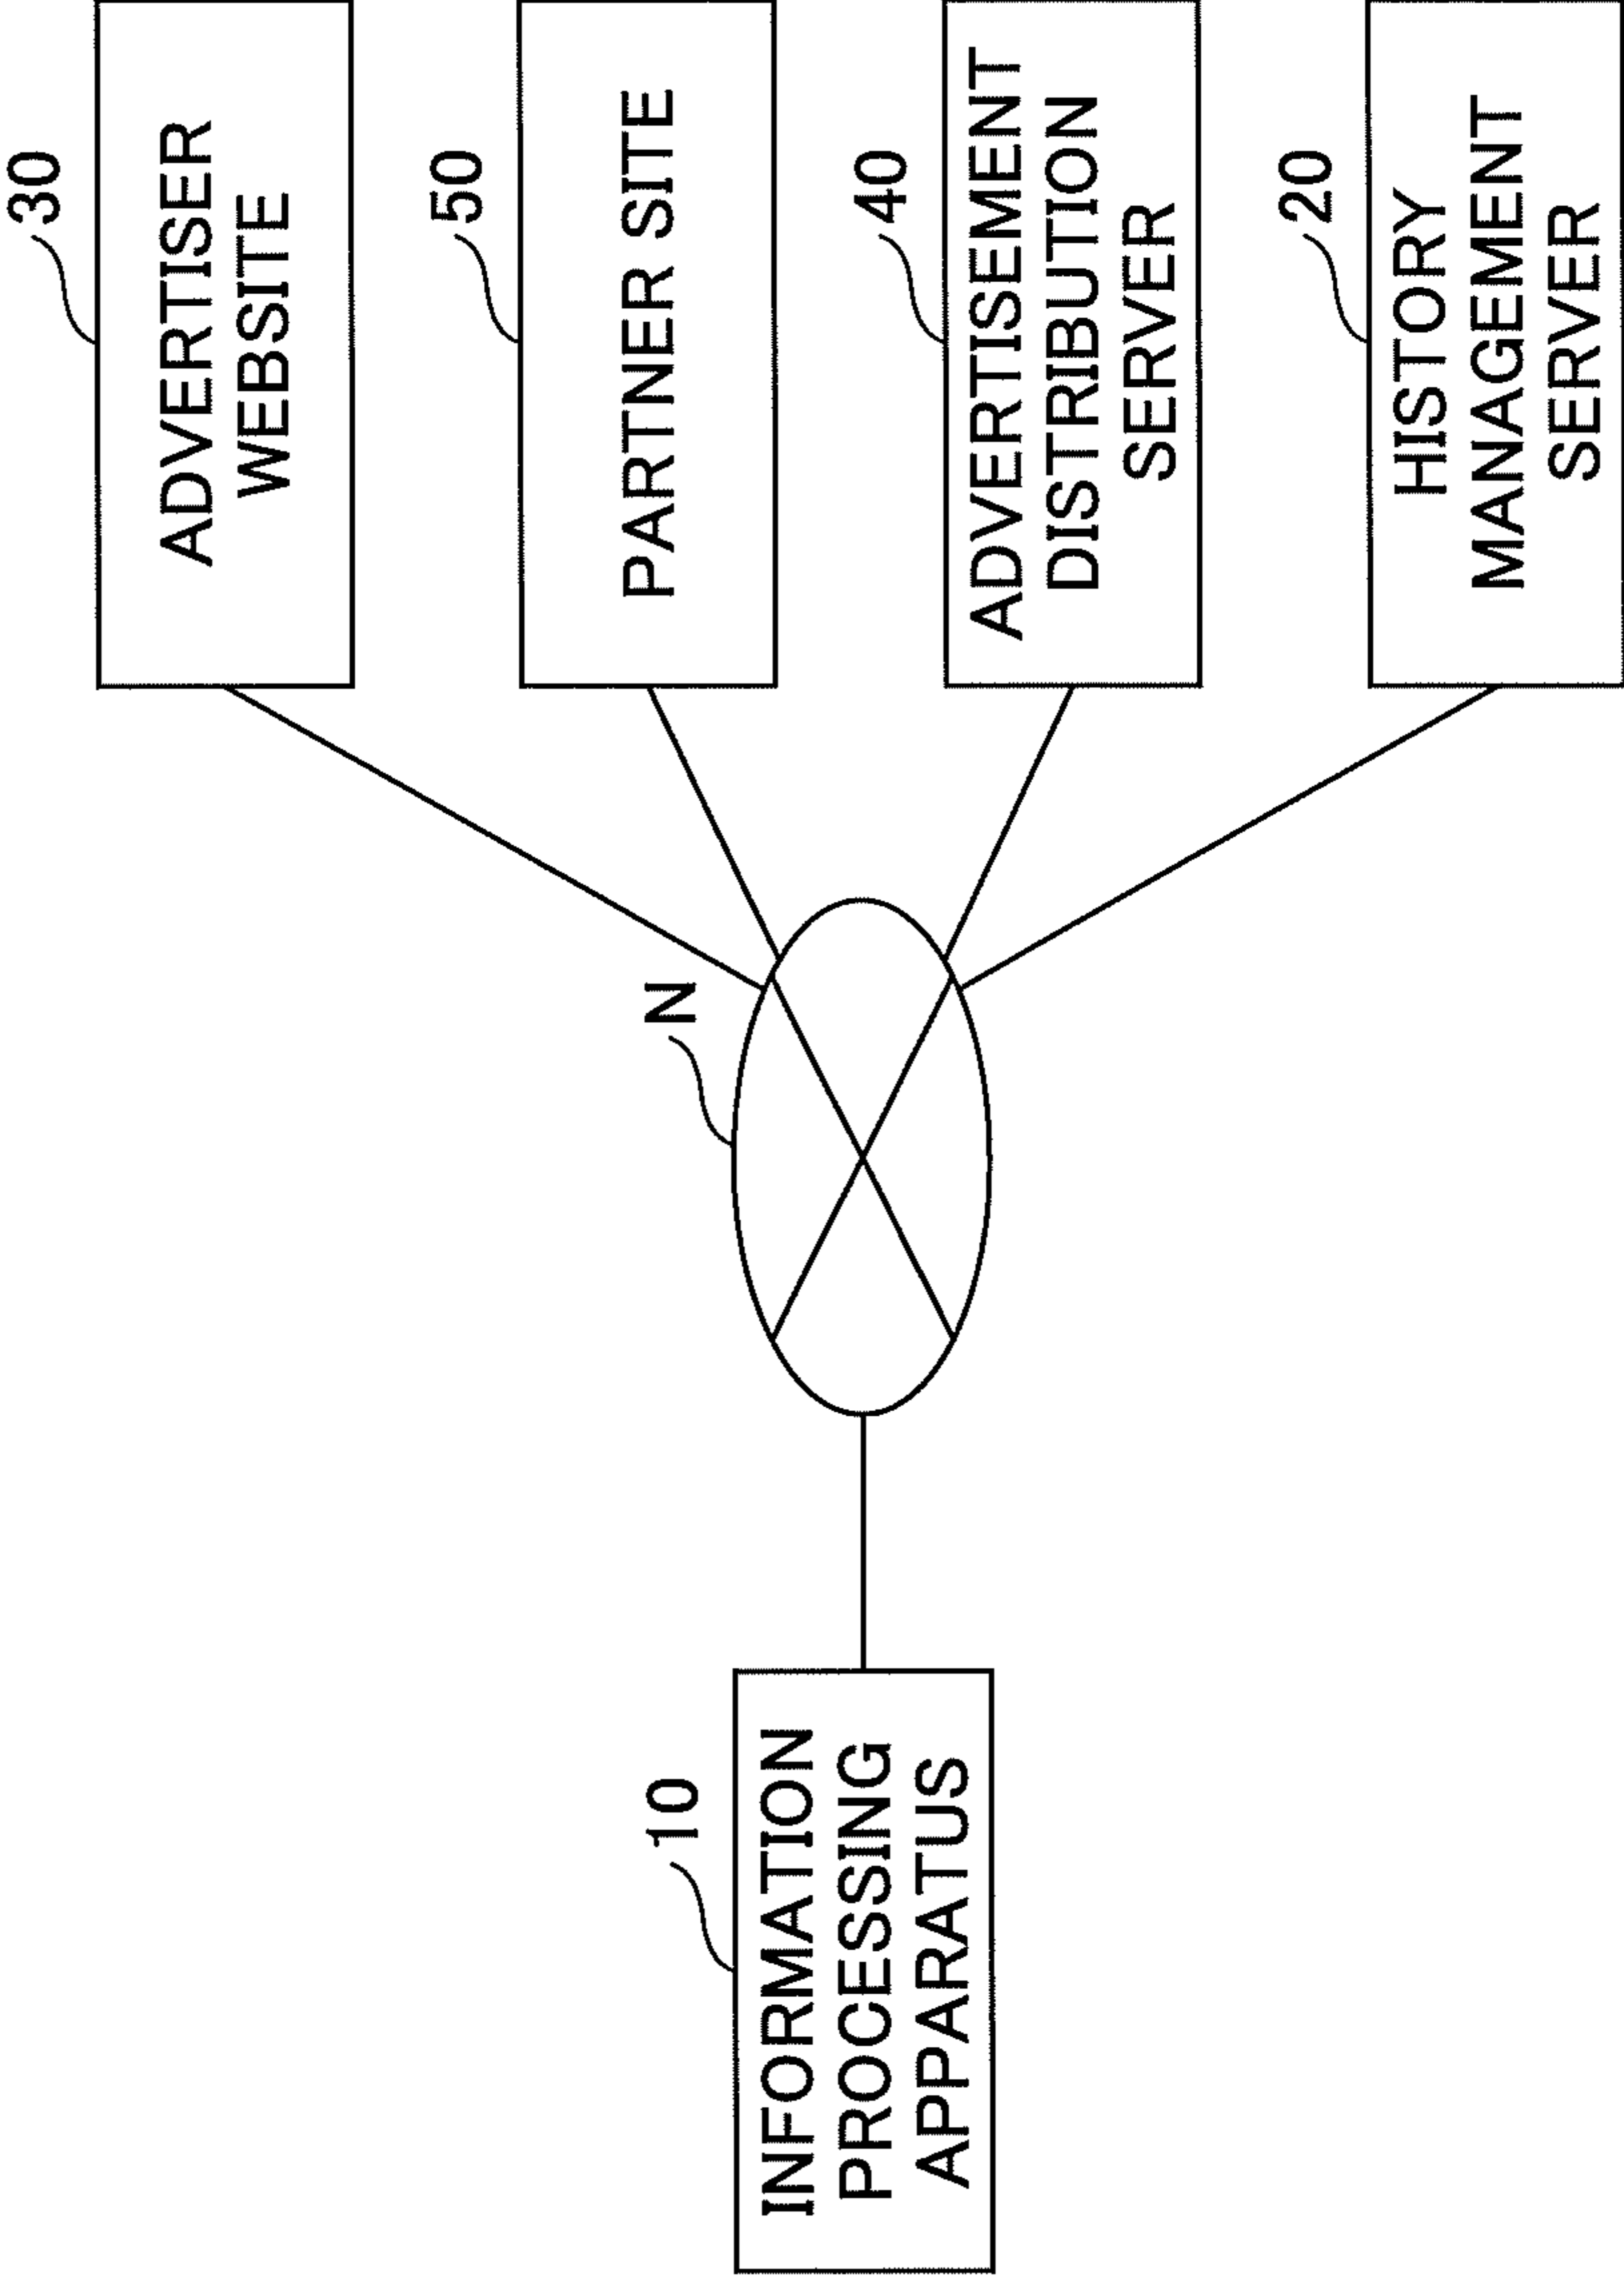 30
ADVERTISER
WEBSITE
50
PARTNER SITE
N
10
INFORMATION
PROCESSING
APPARATUS
40
ADVERTISEMENT
DISTRIBUTION
SERVER
20
HISTORY
MANAGEMENT
SERVER